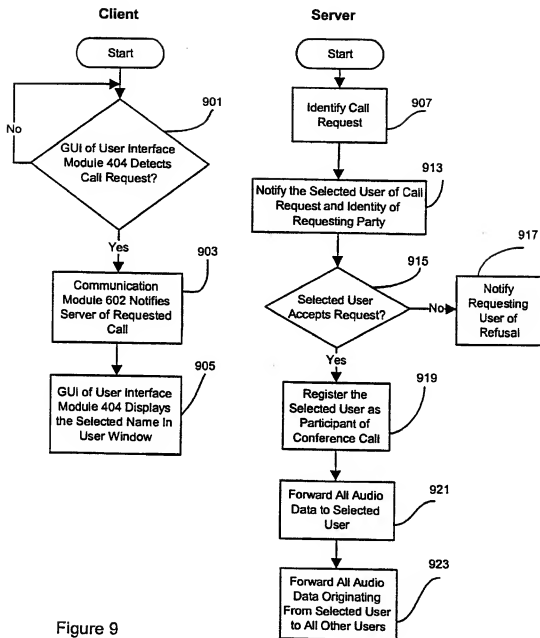 Client
Start
901
No
GUI of User Interface
Module 404 Detects
Call Request?
Yes
903
Communication
Module 602 Notifies
Server of Requested
Call
905
GUI of User Interface
Module 404 Displays
the Selected Name In
User Window
Server
Start
907
Identify Call
Request
913
Notify the Selected User of Call
Request and Identity of
Requesting Party
915
Selected User
Accepts Request?
No
917
Notify
Requesting
User of
Refusal
Yes
919
Register the
Selected User as
Participant of
Conference Call
921
Forward All Audio
Data to Selected
User
923
Forward All Audio
Data Originating
From Selected User
to All Other Users
Figure 9